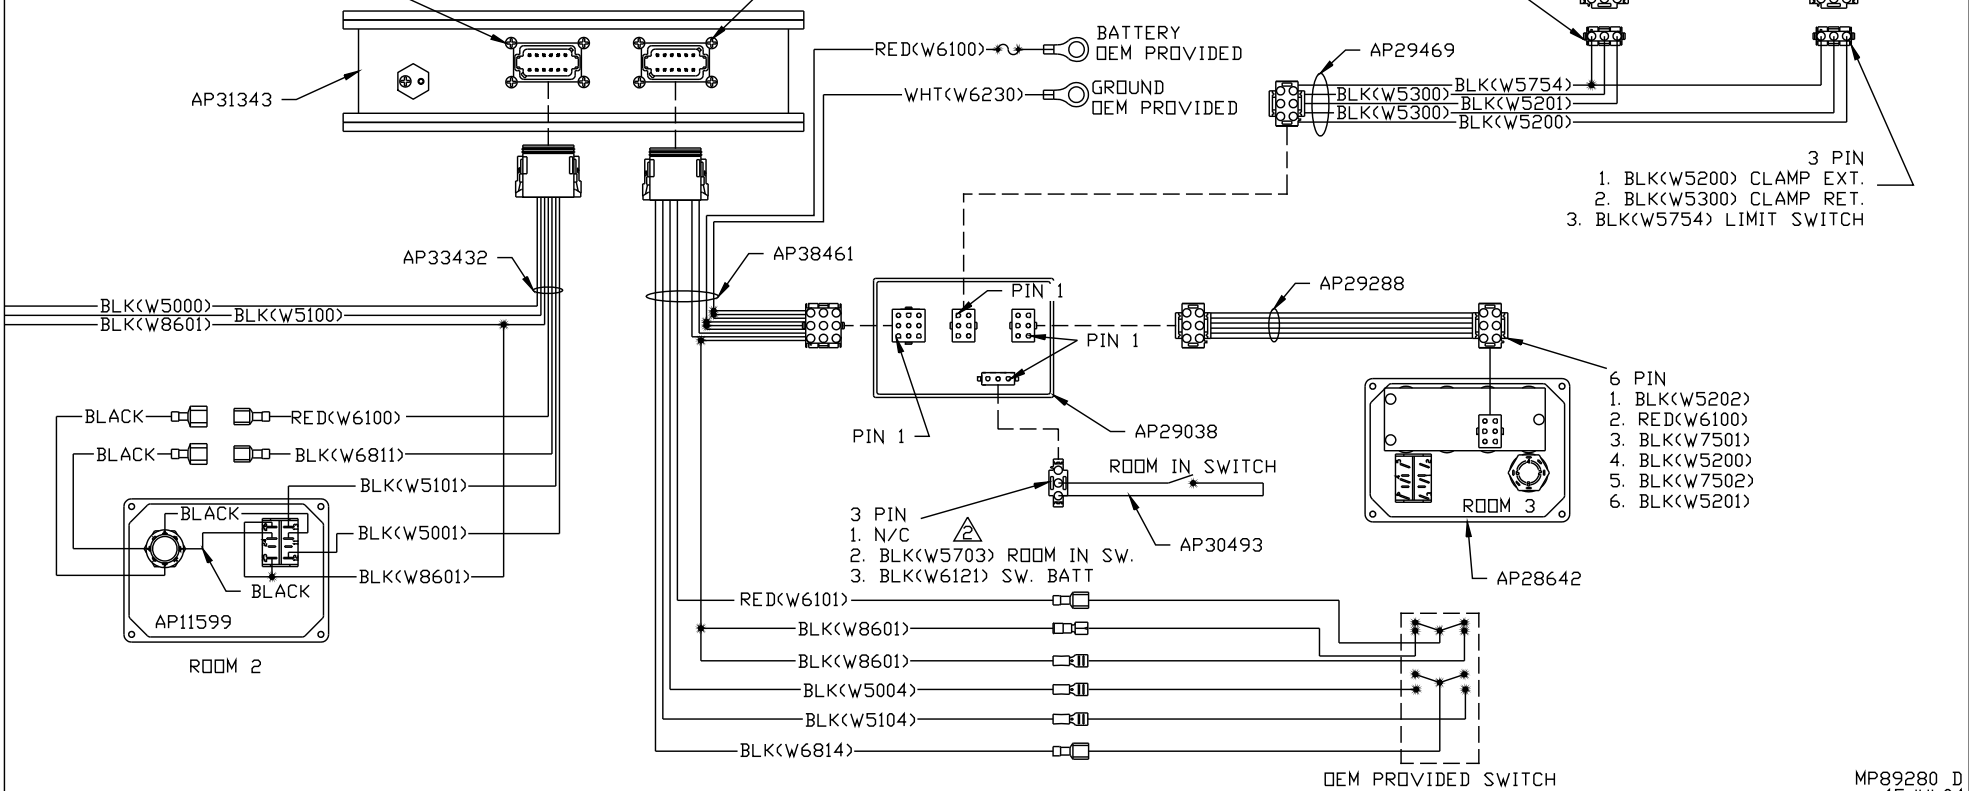 AP31343
RED(W6100)
BATTERY
OEM PROVIDED
WHT(W6230)
GROUND
OEM PROVIDED
AP29469
BLK(W5754)
BLK(W5300)
BLK(W5201)
BLK(W5300)
BLK(W5200)
3 PIN
1. BLK(W5200) CLAMP EXT.
2. BLK(W5300) CLAMP RET.
3. BLK(W5754) LIMIT SWITCH
AP33432
AP38461
BLK(W5000)
BLK(W5100)
BLK(W8601)
PIN 1
PIN 1
PIN 1
AP29038
AP29288
6 PIN
1. BLK(W5202)
2. RED(W6100)
3. BLK(W7501)
4. BLK(W5200)
5. BLK(W7502)
6. BLK(W5201)
ROOM 3
AP28642
BLACK
RED(W6100)
BLACK
BLK(W6811)
BLK(W5101)
BLACK
BLK(W5001)
BLK(W8601)
BLACK
AP11599
ROOM 2
ROOM IN SWITCH
3 PIN
1. N/C
2
2. BLK(W5703) ROOM IN SW.
3. BLK(W6121) SW. BATT
AP30493
RED(W6101)
BLK(W8601)
BLK(W8601)
BLK(W5004)
BLK(W5104)
BLK(W6814)
OEM PROVIDED SWITCH
MP89280 D